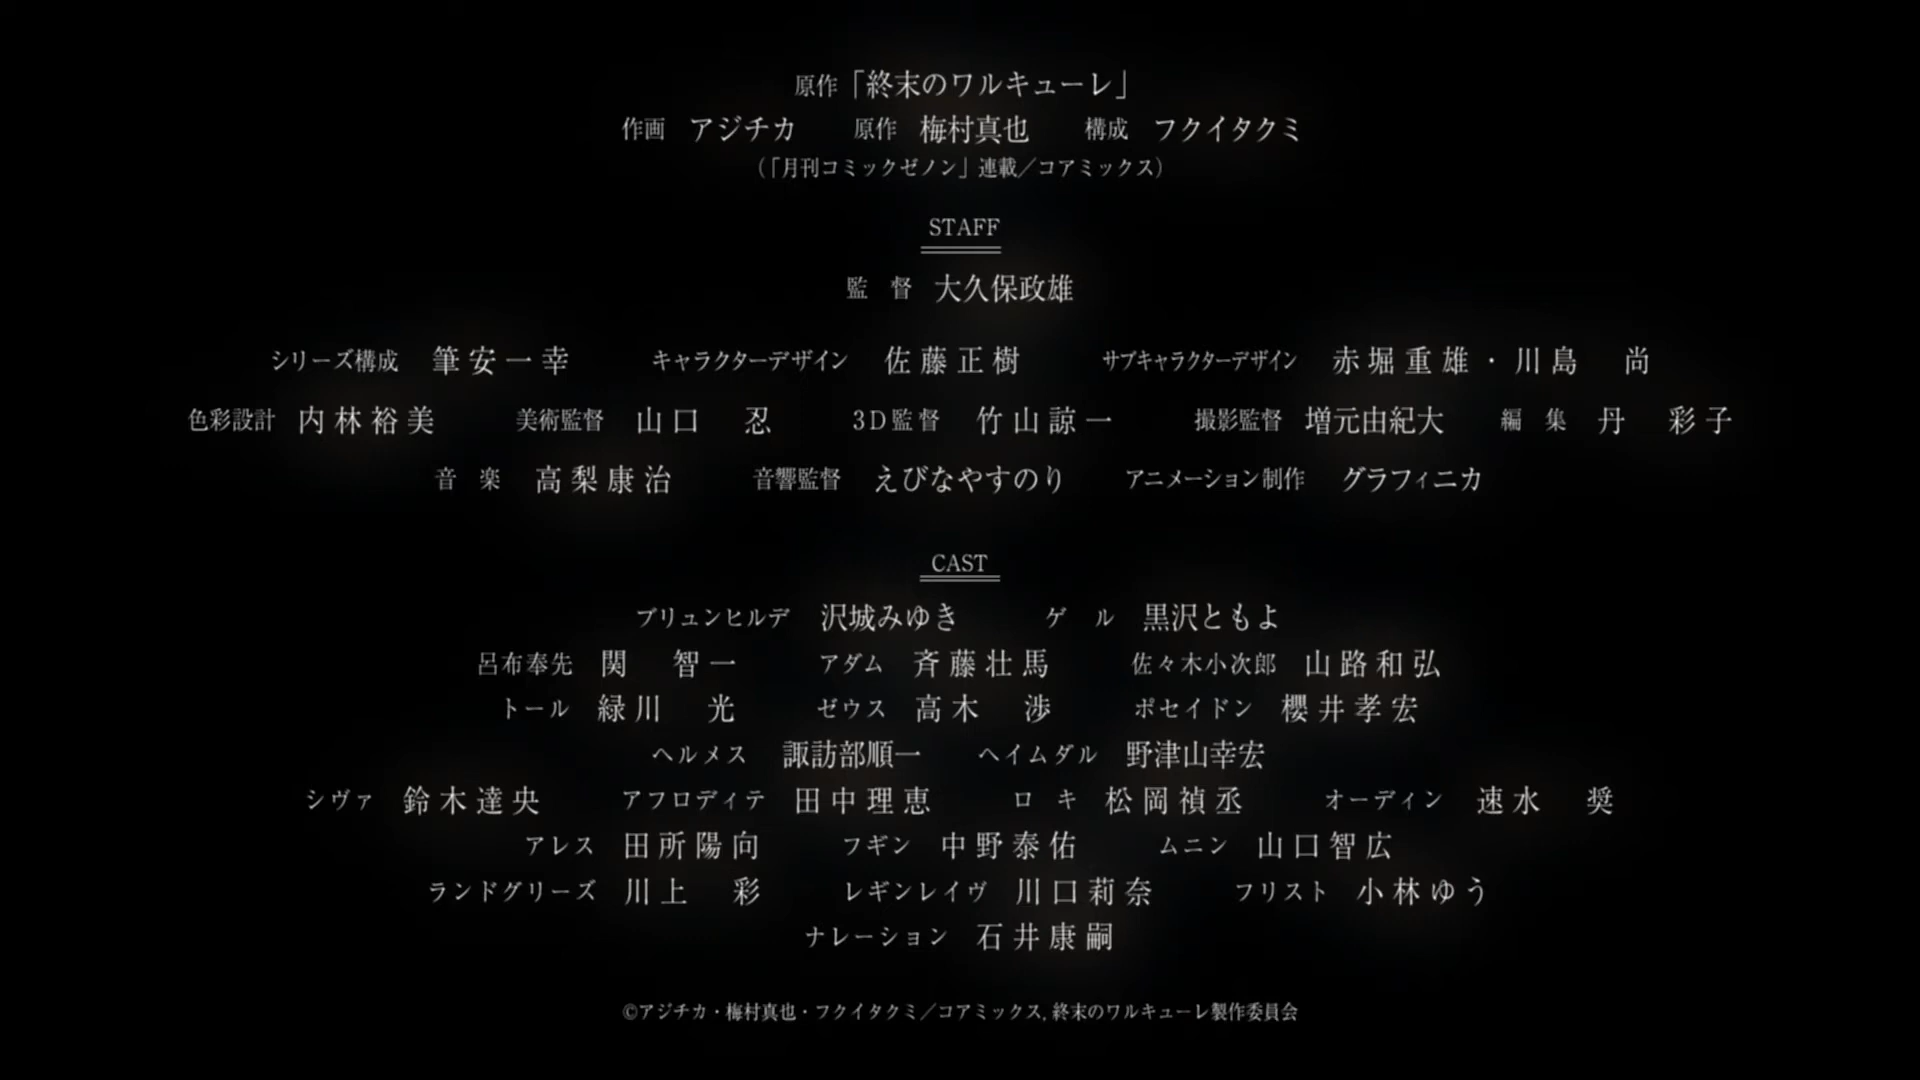 原作「終末のワルキューレ」
作画 アジチカ 原作 梅村真也 構成 フクイタクミ
（「月刊コミックゼノン」連載／コアミックス）
STAFF
監 督 大久保政雄
シリーズ構成 筆安一幸 キャラクターデザイン 佐藤正樹 サブキャラクターデザイン 赤堀重雄・川島 尚
色彩設計 内林裕美 美術監督 山口 忍 3D監督 竹山諒一 撮影監督 増元由紀大 編 集 丹 彩子
音 楽 高梨康治 音響監督 えびなやすのり アニメーション制作 グラフィニカ
CAST
ブリュンヒルデ 沢城みゆき ゲ ル 黒沢ともよ
呂布奉先 関 智一 アダム 斉藤壮馬 佐々木小次郎 山路和弘
トール 緑川 光 ゼウス 高木 渉 ポセイドン 櫻井孝宏
ヘルメス 諏訪部順一 ヘイムダル 野津山幸宏
シヴァ 鈴木達央 アフロディテ 田中理恵 ロ キ 松岡禎丞 オーディン 速水 奨
アレス 田所陽向 フギン 中野泰佑 ムニン 山口智広
ランドグリーズ 川上 彩 レギンレイヴ 川口莉奈 フリスト 小林ゆう
ナレーション 石井康嗣
©アジチカ・梅村真也・フクイタクミ／コアミックス, 終末のワルキューレ製作委員会